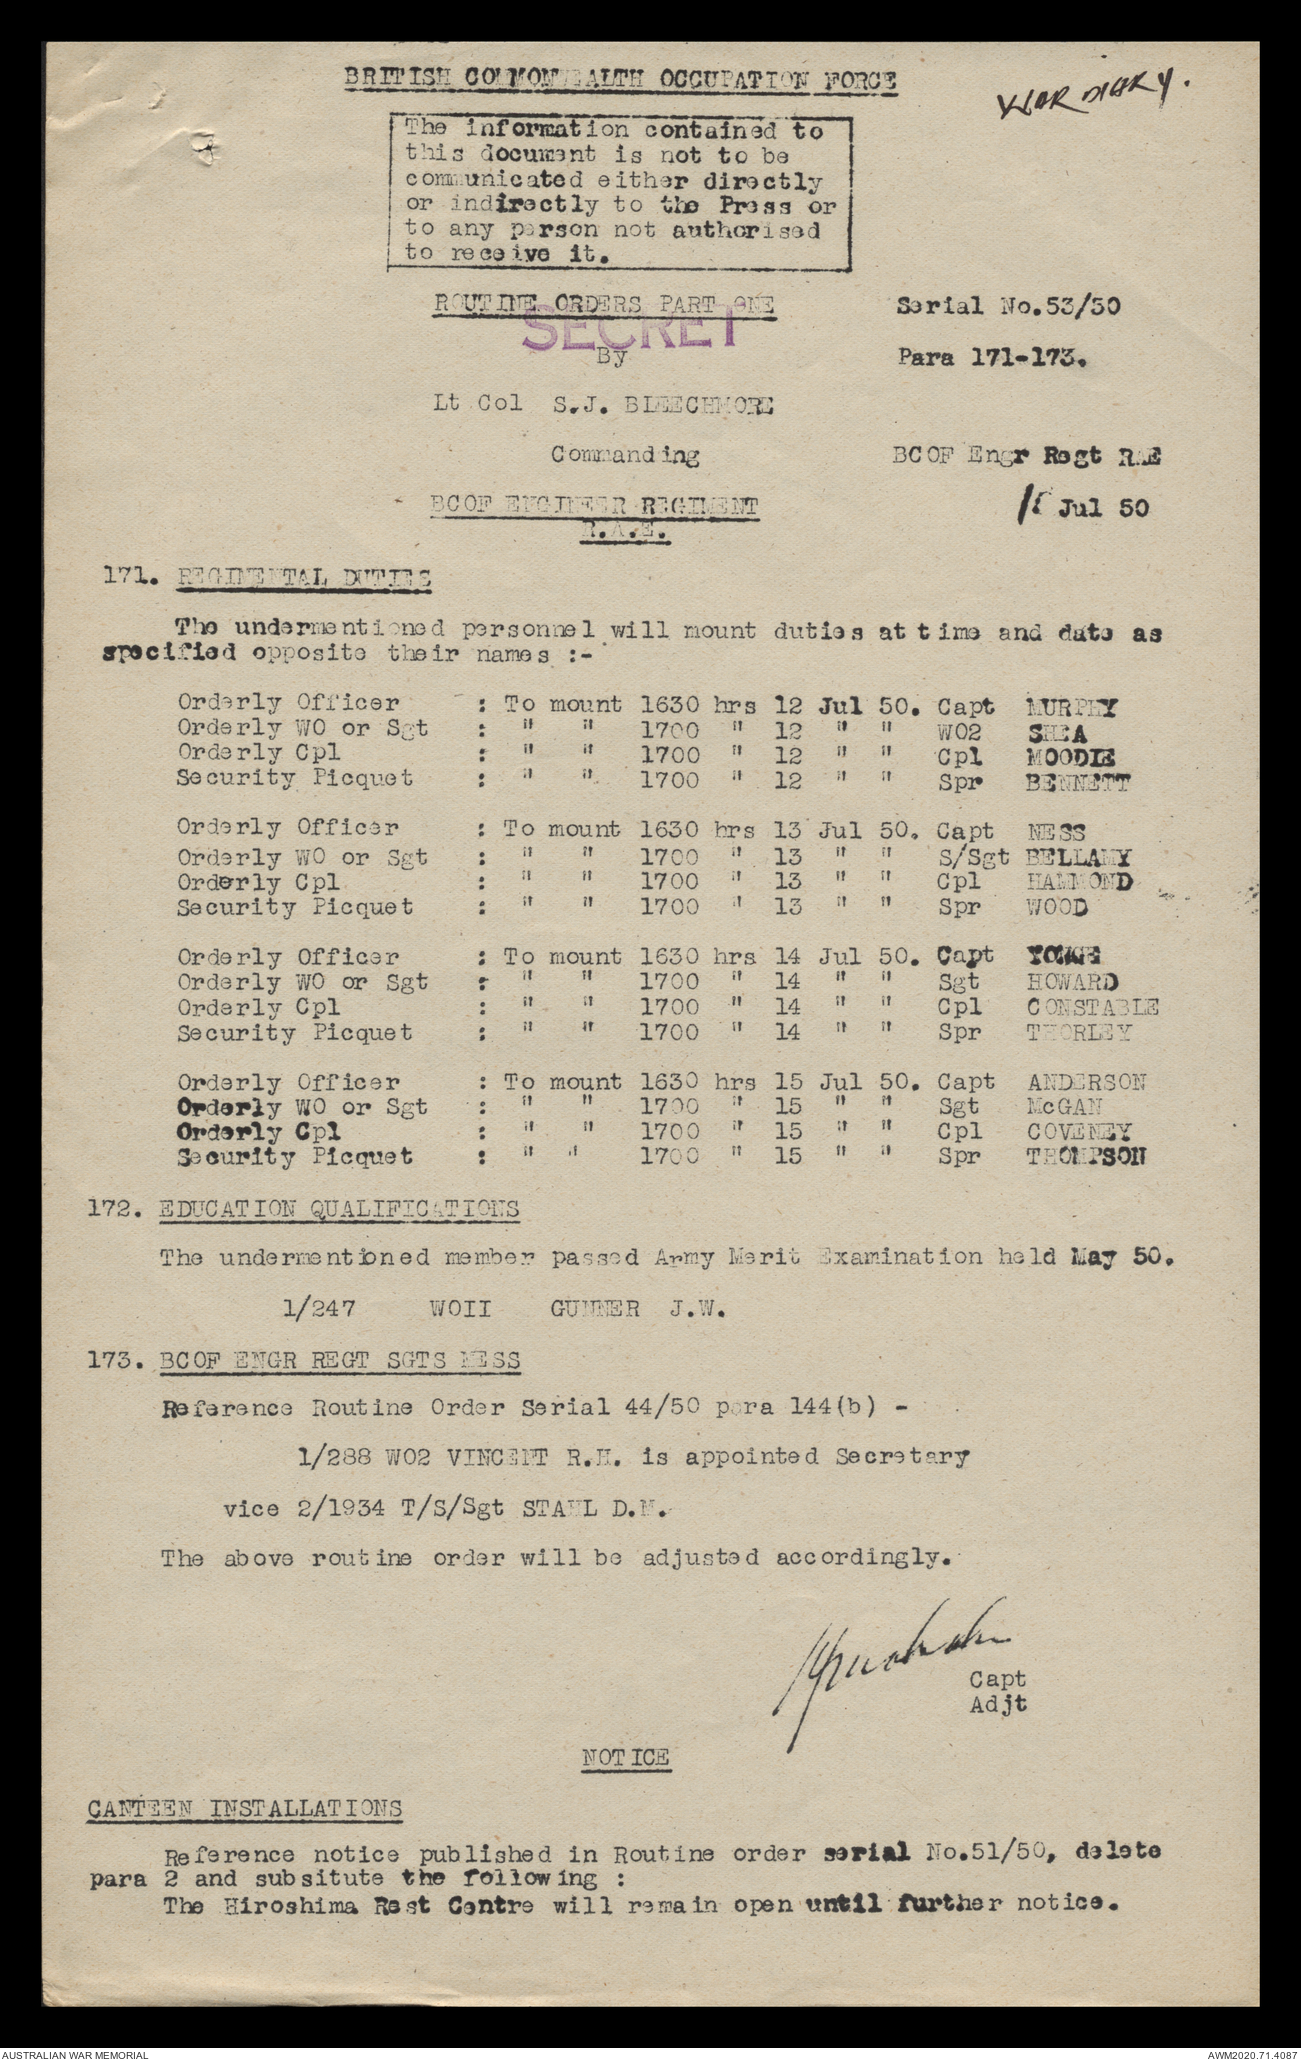 BRITISH COMMONWEALTH OCCUPATION FORCE
WAR DIARY.
The information contained to
this document is not to be
communicated either directly
or indirectly to the Press or
to any person not authorised
to receive it.
ROUTINE ORDERS PART ONE Serial No.53/50
SECRET
By Para 171-173.
Lt Col S.J. BLEECHMORE
Commanding BCOF Engr Regt RAE
BCOF ENGINEER REGIMENT Jul 50
R.A.E.
171. REGIMENTAL DUTIES
The undermentioned personnel will mount duties at time and date as
specified opposite their names :-
Orderly Officer : To mount 1630 hrs 12 Jul 50. Capt MURPHY
Orderly WO or Sgt : " " 1700 " 12 " " WO2 SHEA
Orderly Cpl : " " 1700 " 12 " " Cpl MOODIE
Security Picquet : " " 1700 " 12 " " Spr BENNETT
Orderly Officer : To mount 1630 hrs 13 Jul 50. Capt NESS
Orderly WO or Sgt : " " 1700 " 13 " " S/Sgt BELLAMY
Orderly Cpl : " " 1700 " 13 " " Cpl HAMMOND
Security Picquet : " " 1700 " 13 " " Spr WOOD
Orderly Officer : To mount 1630 hrs 14 Jul 50. Capt
Orderly WO or Sgt : " " 1700 " 14 " " Sgt HOWARD
Orderly Cpl : " " 1700 " 14 " " Cpl CONSTABLE
Security Picquet : " " 1700 " 14 " " Spr THORLEY
Orderly Officer : To mount 1630 hrs 15 Jul 50. Capt ANDERSON
Orderly WO or Sgt : " " 1700 " 15 " " Sgt McGAN
Orderly Cpl : " " 1700 " 15 " " Cpl COVENEY
Security Picquet : " " 1700 " 15 " " Spr THOMPSON
172. EDUCATION QUALIFICATIONS
The undermentioned member passed Army Merit Examination held May 50.
1/247 WOII GUNNER J.W.
173. BCOF ENGR REGT SGTS MESS
Reference Routine Order Serial 44/50 para 144(b) -
1/288 WO2 VINCENT R.H. is appointed Secretary
vice 2/1934 T/S/Sgt STAHL D.M.
The above routine order will be adjusted accordingly.
Capt
Adjt
NOTICE
CANTEEN INSTALLATIONS
Reference notice published in Routine order serial No.51/50, delete
para 2 and subsitute the following :
The Hiroshima Rest Centre will remain open until further notice.
AUSTRALIAN WAR MEMORIAL AWM2020.71.4087